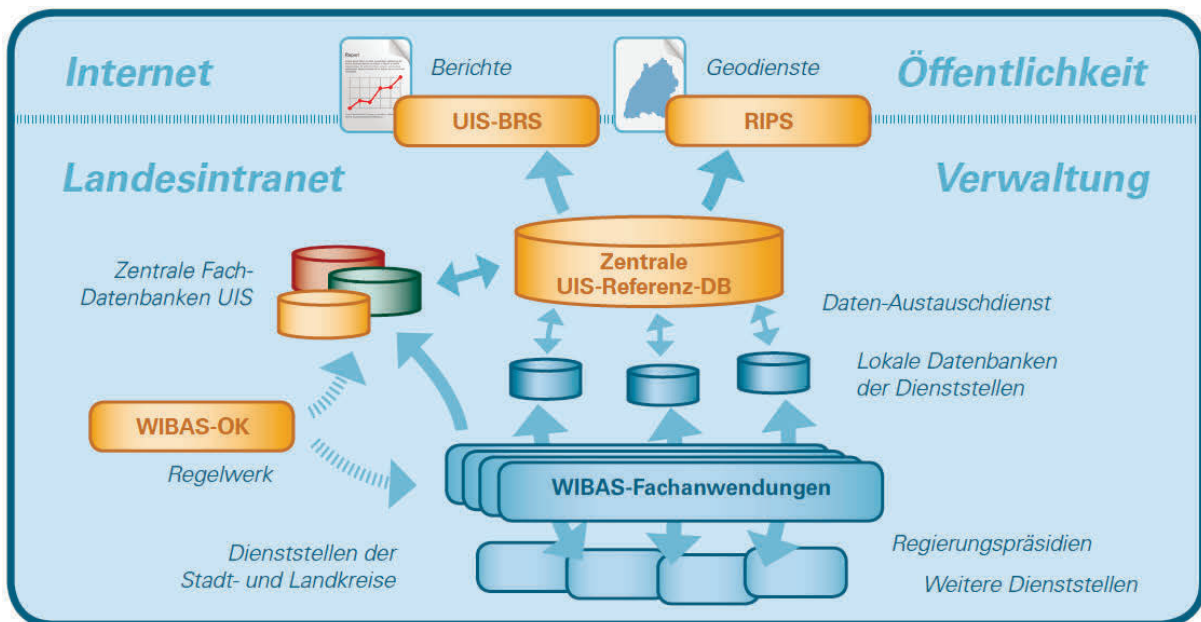 Internet
Report
Berichte
Geodienste
Öffentlichkeit
UIS-BRS
RIPS
Landesintranet
Verwaltung
Zentrale Fach-
Datenbanken UIS
Zentrale
UIS-Referenz-DB
Daten-Austauschdienst
Lokale Datenbanken
der Dienststellen
WIBAS-OK
Regelwerk
WIBAS-Fachanwendungen
Dienststellen der
Stadt- und Landkreise
Regierungspräsidien
Weitere Dienststellen